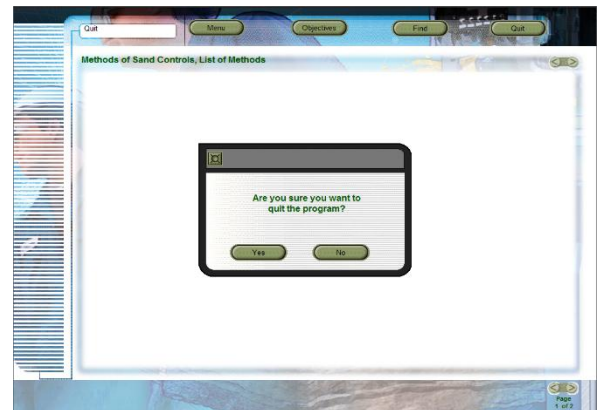 Quit
Menu
Objectives
Find
Quit
Methods of Sand Controls, List of Methods
Are you sure you want to
quit the program?
Yes
No
Page
1 of 2